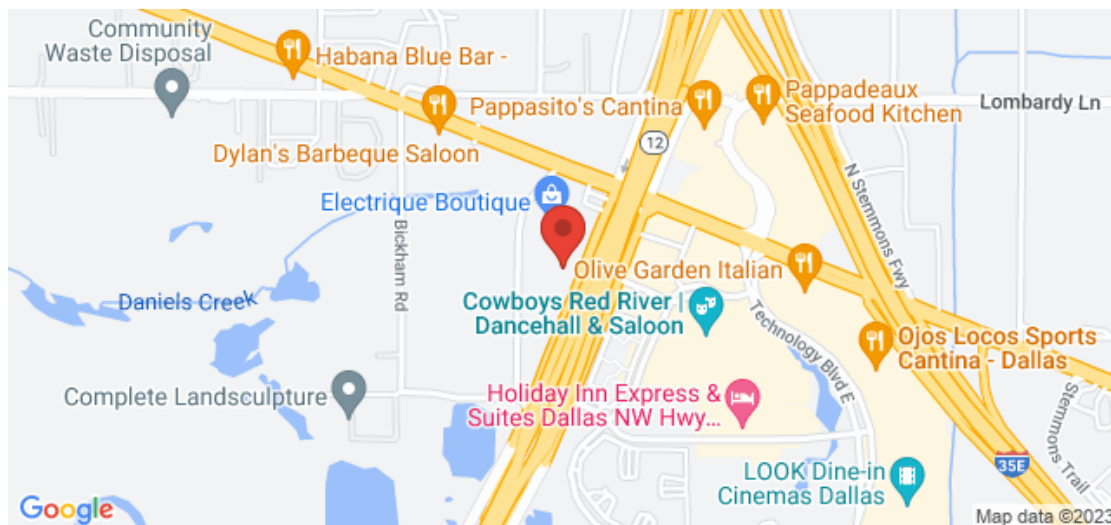 Community
Waste Disposal
Habana Blue Bar -
Pappasito's Cantina
Pappadeaux
Seafood Kitchen
Lombardy Ln
Dylan's Barbeque Saloon
12
N Stemmons Fwy
Electrique Boutique
Bickham Rd
Olive Garden Italian
Daniels Creek
Cowboys Red River |
Dancehall & Saloon
Technology Blvd E
Ojos Locos Sports
Cantina - Dallas
Complete Landsculpture
Holiday Inn Express &
Suites Dallas NW Hwy...
Stemmons Trail
35E
LOOK Dine-in
Cinemas Dallas
Google
Map data ©2023